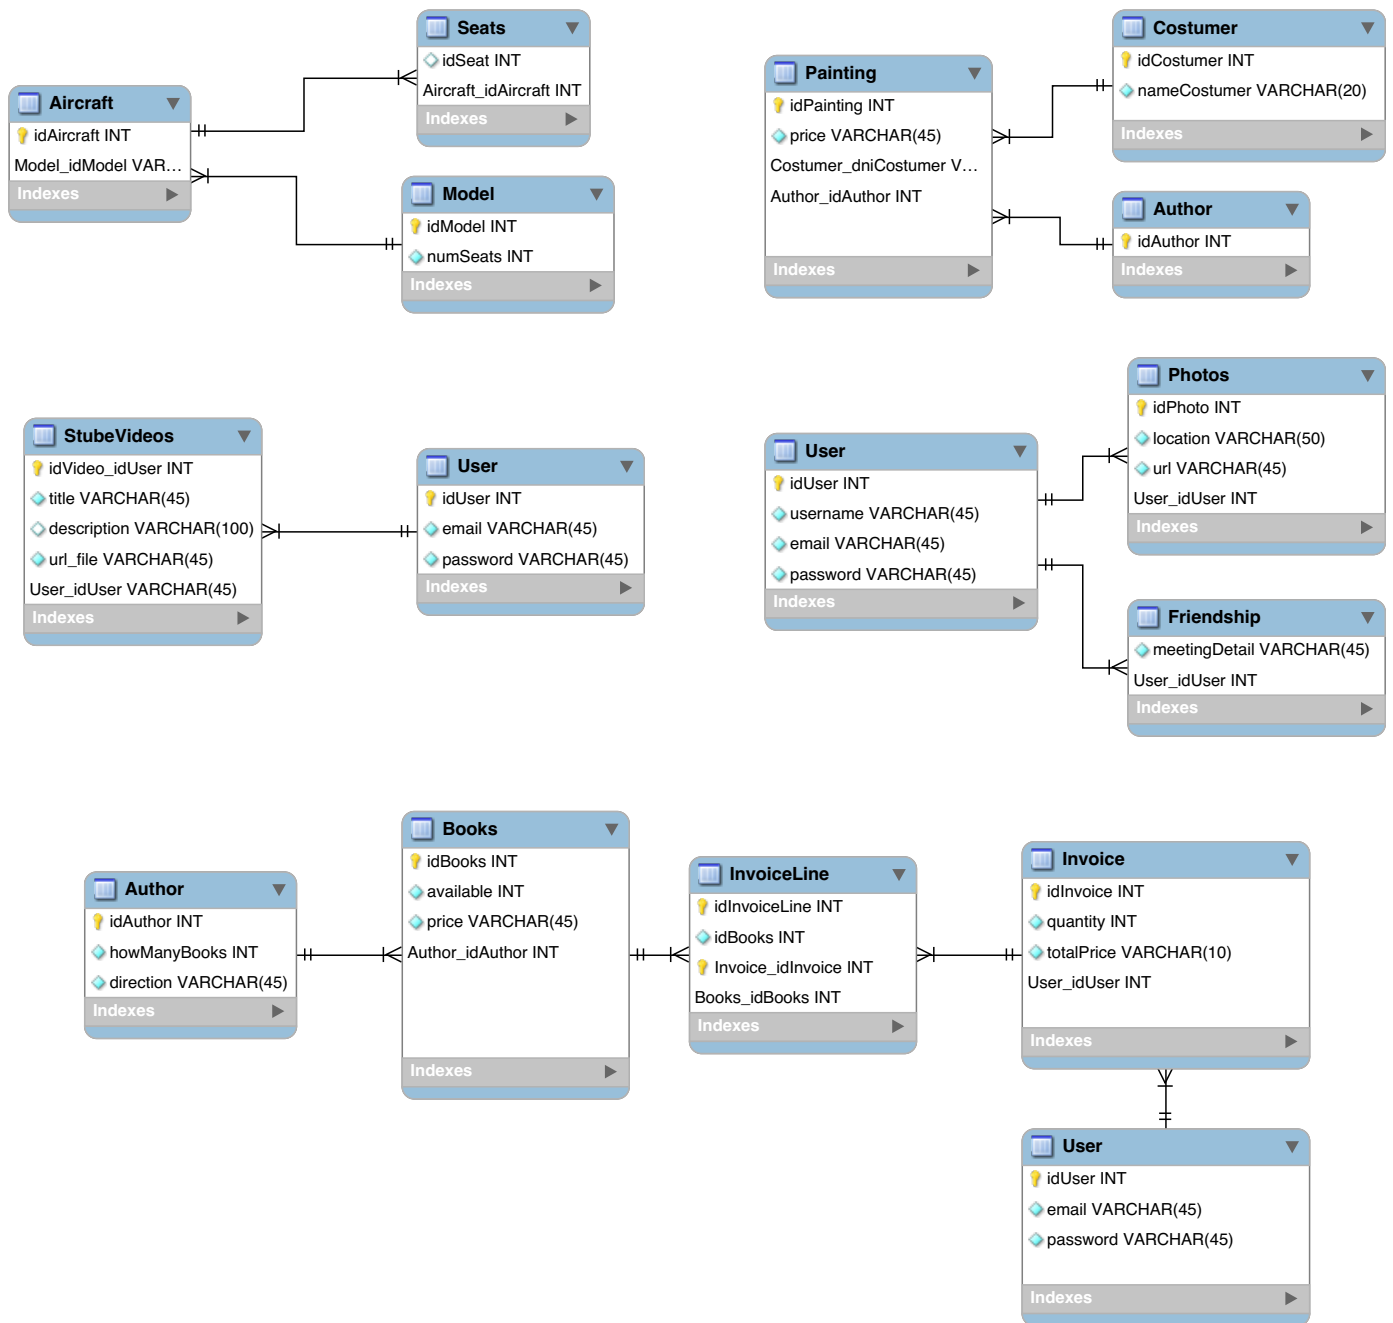 Seats
idSeat INT
Aircraft_idAircraft INT
Indexes
Aircraft
idAircraft INT
Model_idModel VAR...
Indexes
Model
idModel INT
numSeats INT
Indexes
Painting
idPainting INT
price VARCHAR(45)
Costumer_dniCostumer V...
Author_idAuthor INT
Indexes
Costumer
idCostumer INT
nameCostumer VARCHAR(20)
Indexes
Author
idAuthor INT
Indexes
StubeVideos
idVideo_idUser INT
title VARCHAR(45)
description VARCHAR(100)
url_file VARCHAR(45)
User_idUser VARCHAR(45)
Indexes
User
idUser INT
email VARCHAR(45)
password VARCHAR(45)
Indexes
User
idUser INT
username VARCHAR(45)
email VARCHAR(45)
password VARCHAR(45)
Indexes
Photos
idPhoto INT
location VARCHAR(50)
url VARCHAR(45)
User_idUser INT
Indexes
Friendship
meetingDetail VARCHAR(45)
User_idUser INT
Indexes
Author
idAuthor INT
howManyBooks INT
direction VARCHAR(45)
Indexes
Books
idBooks INT
available INT
price VARCHAR(45)
Author_idAuthor INT
Indexes
InvoiceLine
idInvoiceLine INT
idBooks INT
Invoice_idInvoice INT
Books_idBooks INT
Indexes
Invoice
idInvoice INT
quantity INT
totalPrice VARCHAR(10)
User_idUser INT
Indexes
User
idUser INT
email VARCHAR(45)
password VARCHAR(45)
Indexes